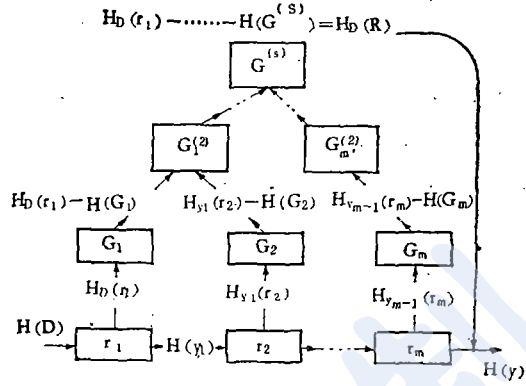 H_D(r_1) ········ H(G^(S)) = H_D(R)
G^(s)
G_1^(2) G_m'^(2)
H_D(r_1)−H(G_1) H_y1(r_2)−H(G_2) H_ym−1(r_m)−H(G_m)
G_1 G_2 G_m
H_D(r_1) H_y1(r_2) H_ym−1(r_m)
H(D) r_1 H(y_1) r_2 r_m
H(y)